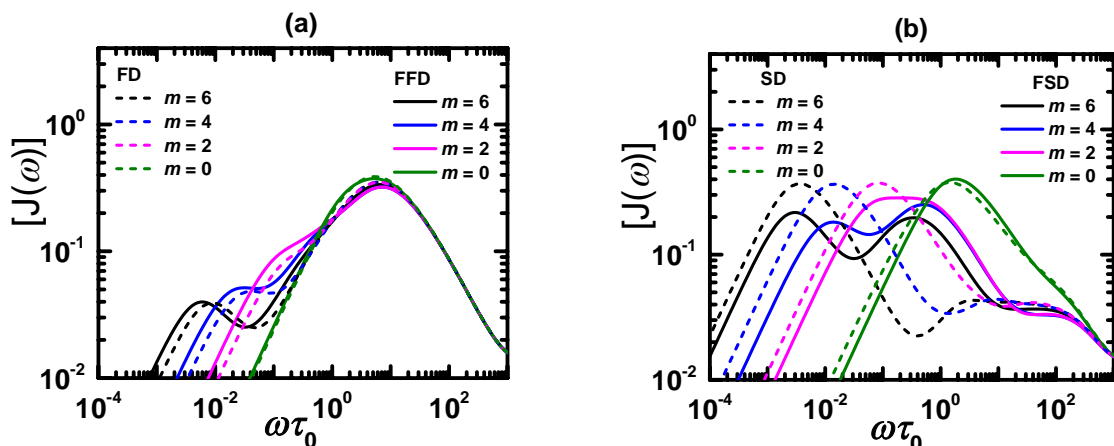 (a)
FD
m = 6
m = 4
m = 2
m = 0
FFD
m = 6
m = 4
m = 2
m = 0
[J(ω)]
10^0
10^-1
10^-2
10^-4
10^-2
10^0
10^2
ωτ_0
(b)
SD
m = 6
m = 4
m = 2
m = 0
FSD
m = 6
m = 4
m = 2
m = 0
[J(ω)]
10^0
10^-1
10^-2
10^-4
10^-2
10^0
10^2
ωτ_0